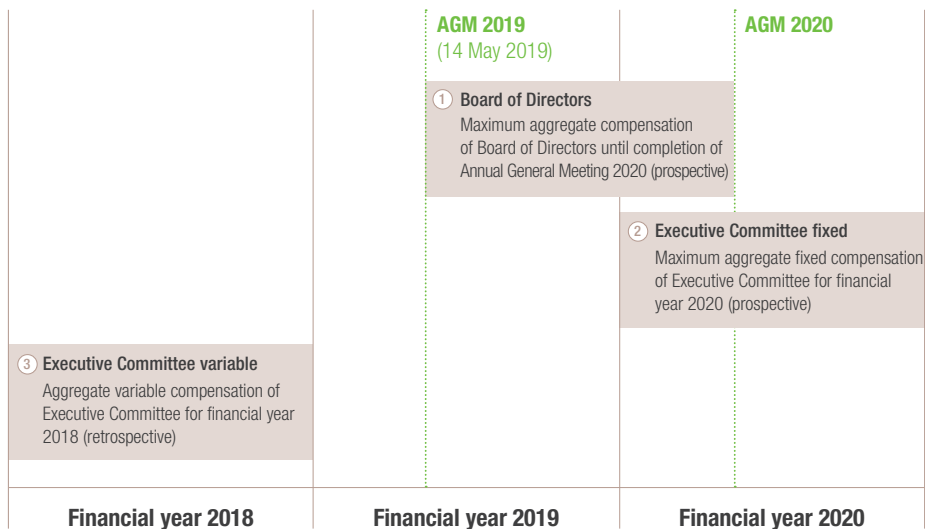 AGM 2019
(14 May 2019)
AGM 2020
1 Board of Directors
Maximum aggregate compensation
of Board of Directors until completion of
Annual General Meeting 2020 (prospective)
2 Executive Committee fixed
Maximum aggregate fixed compensation
of Executive Committee for financial
year 2020 (prospective)
3 Executive Committee variable
Aggregate variable compensation of
Executive Committee for financial year
2018 (retrospective)
Financial year 2018
Financial year 2019
Financial year 2020